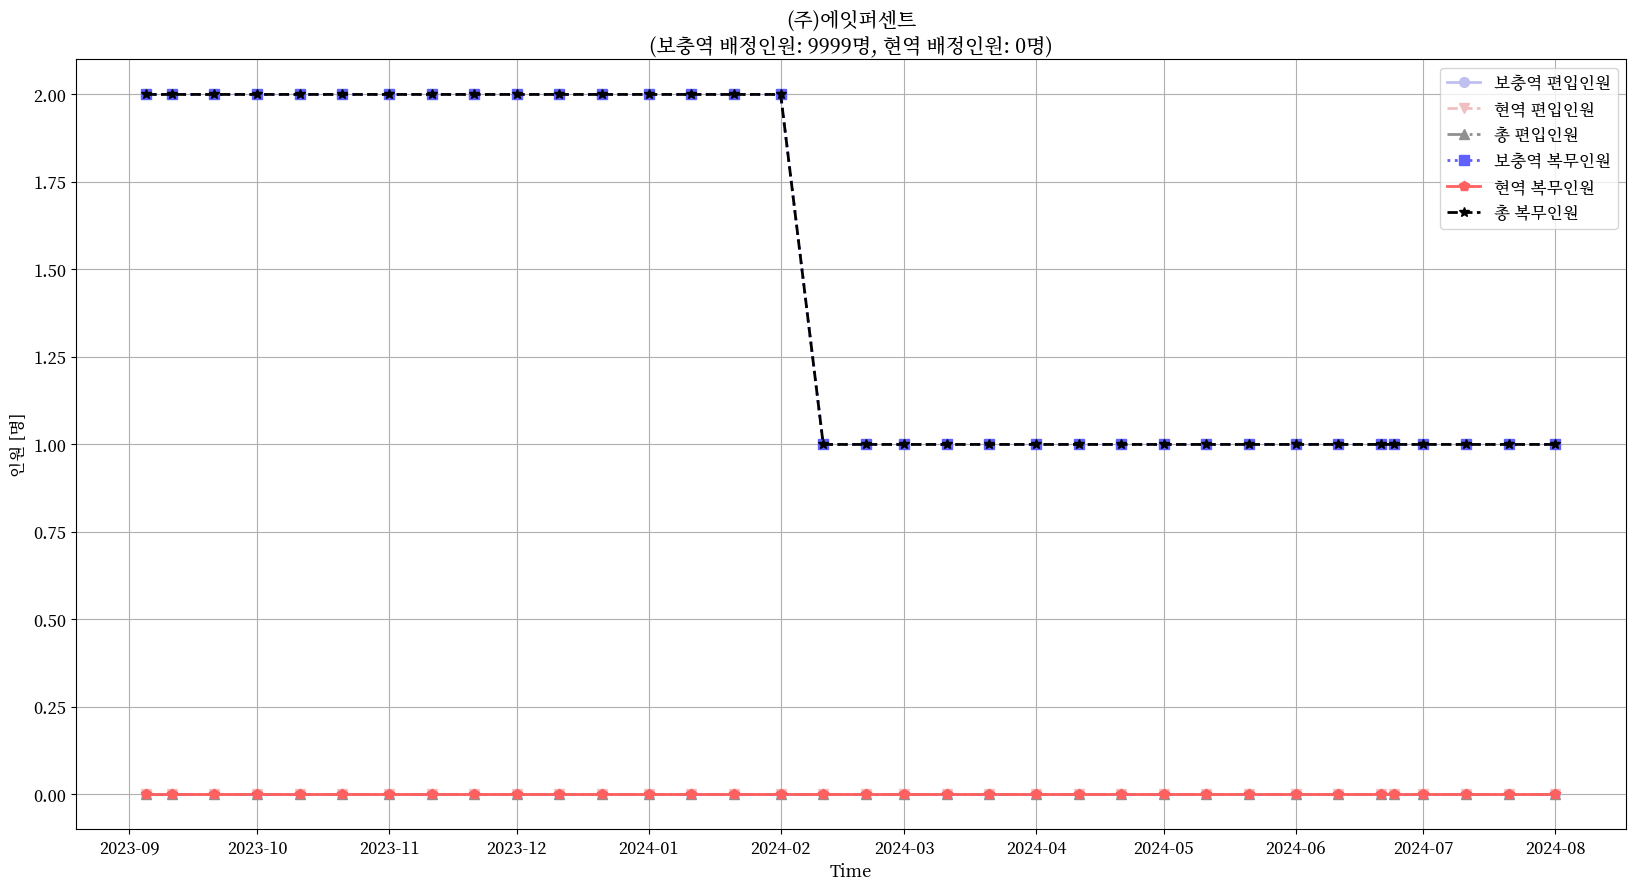 (주)에잇퍼센트
(보충역 배정인원: 9999명, 현역 배정인원: 0명)
보충역 편입인원
현역 편입인원
총 편입인원
보충역 복무인원
현역 복무인원
총 복무인원
인원 [명]
2.00
1.75
1.50
1.25
1.00
0.75
0.50
0.25
0.00
2023-09 2023-10 2023-11 2023-12 2024-01 2024-02 2024-03 2024-04 2024-05 2024-06 2024-07 2024-08
Time